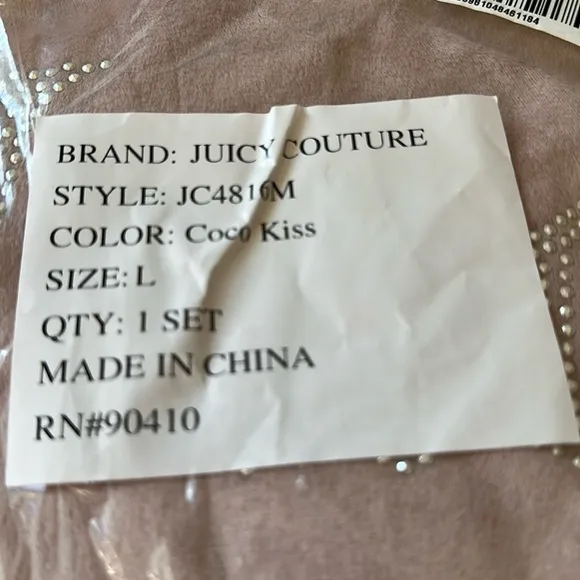 BRAND: JUICY COUTURE
STYLE: JC4816M
COLOR: Coco Kiss
SIZE: L
QTY: 1 SET
MADE IN CHINA
RN#90410